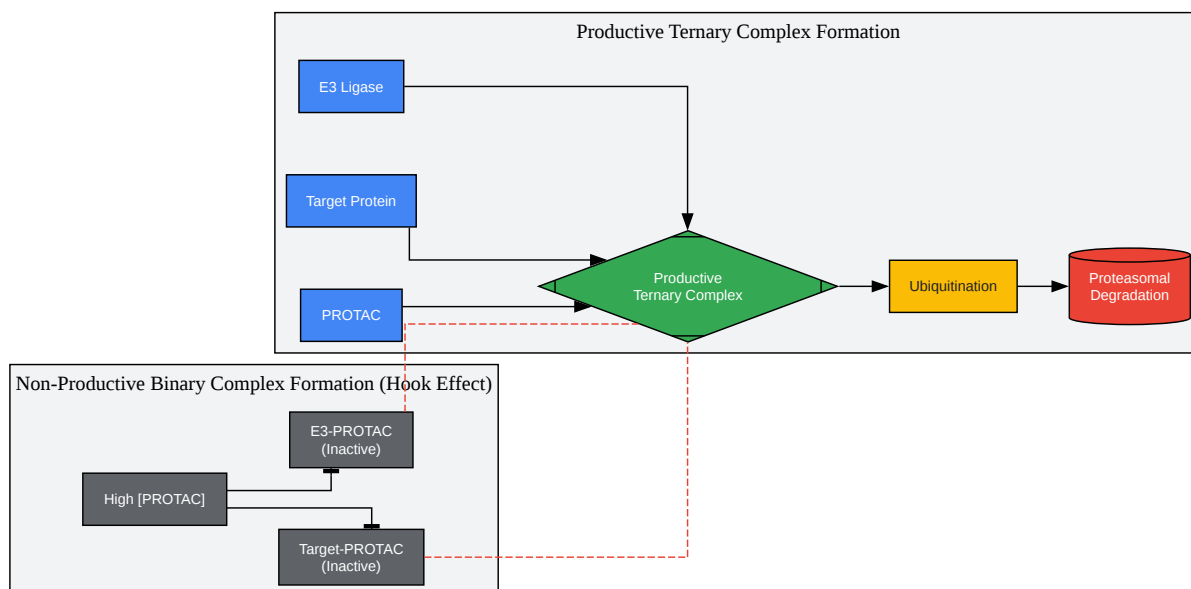 Productive Ternary Complex Formation
E3 Ligase
Target Protein
PROTAC
Productive
Ternary Complex
Ubiquitination
Proteasomal
Degradation
Non-Productive Binary Complex Formation (Hook Effect)
E3-PROTAC
(Inactive)
High [PROTAC]
Target-PROTAC
(Inactive)